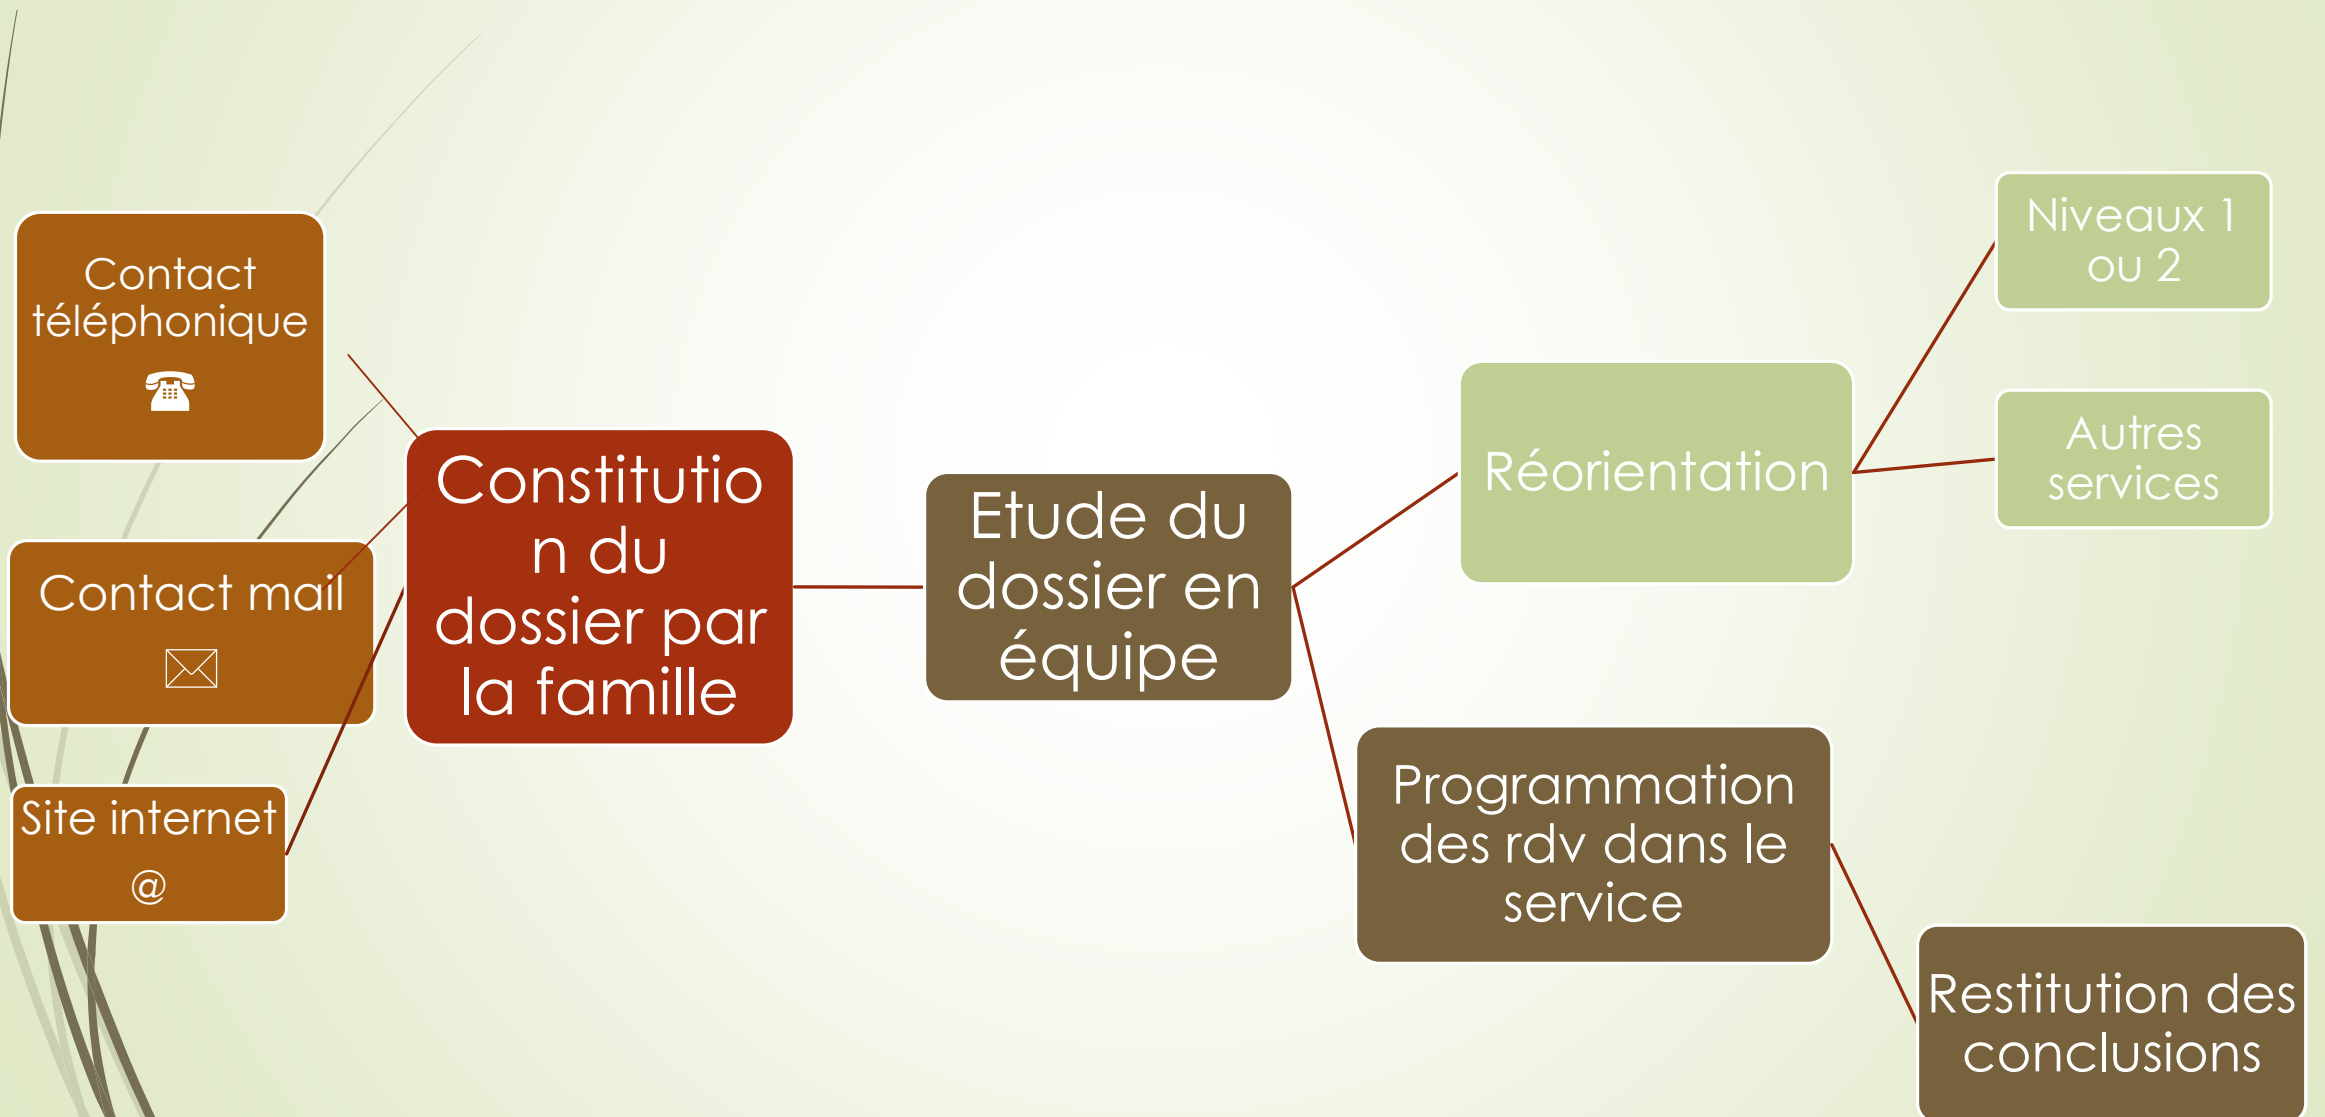 Contact
téléphonique
☎
Contact mail
✉
Site internet
@
Constitutio
n du
dossier par
la famille
Etude du
dossier en
équipe
Réorientation
Niveaux 1
ou 2
Autres
services
Programmation
des rdv dans le
service
Restitution des
conclusions